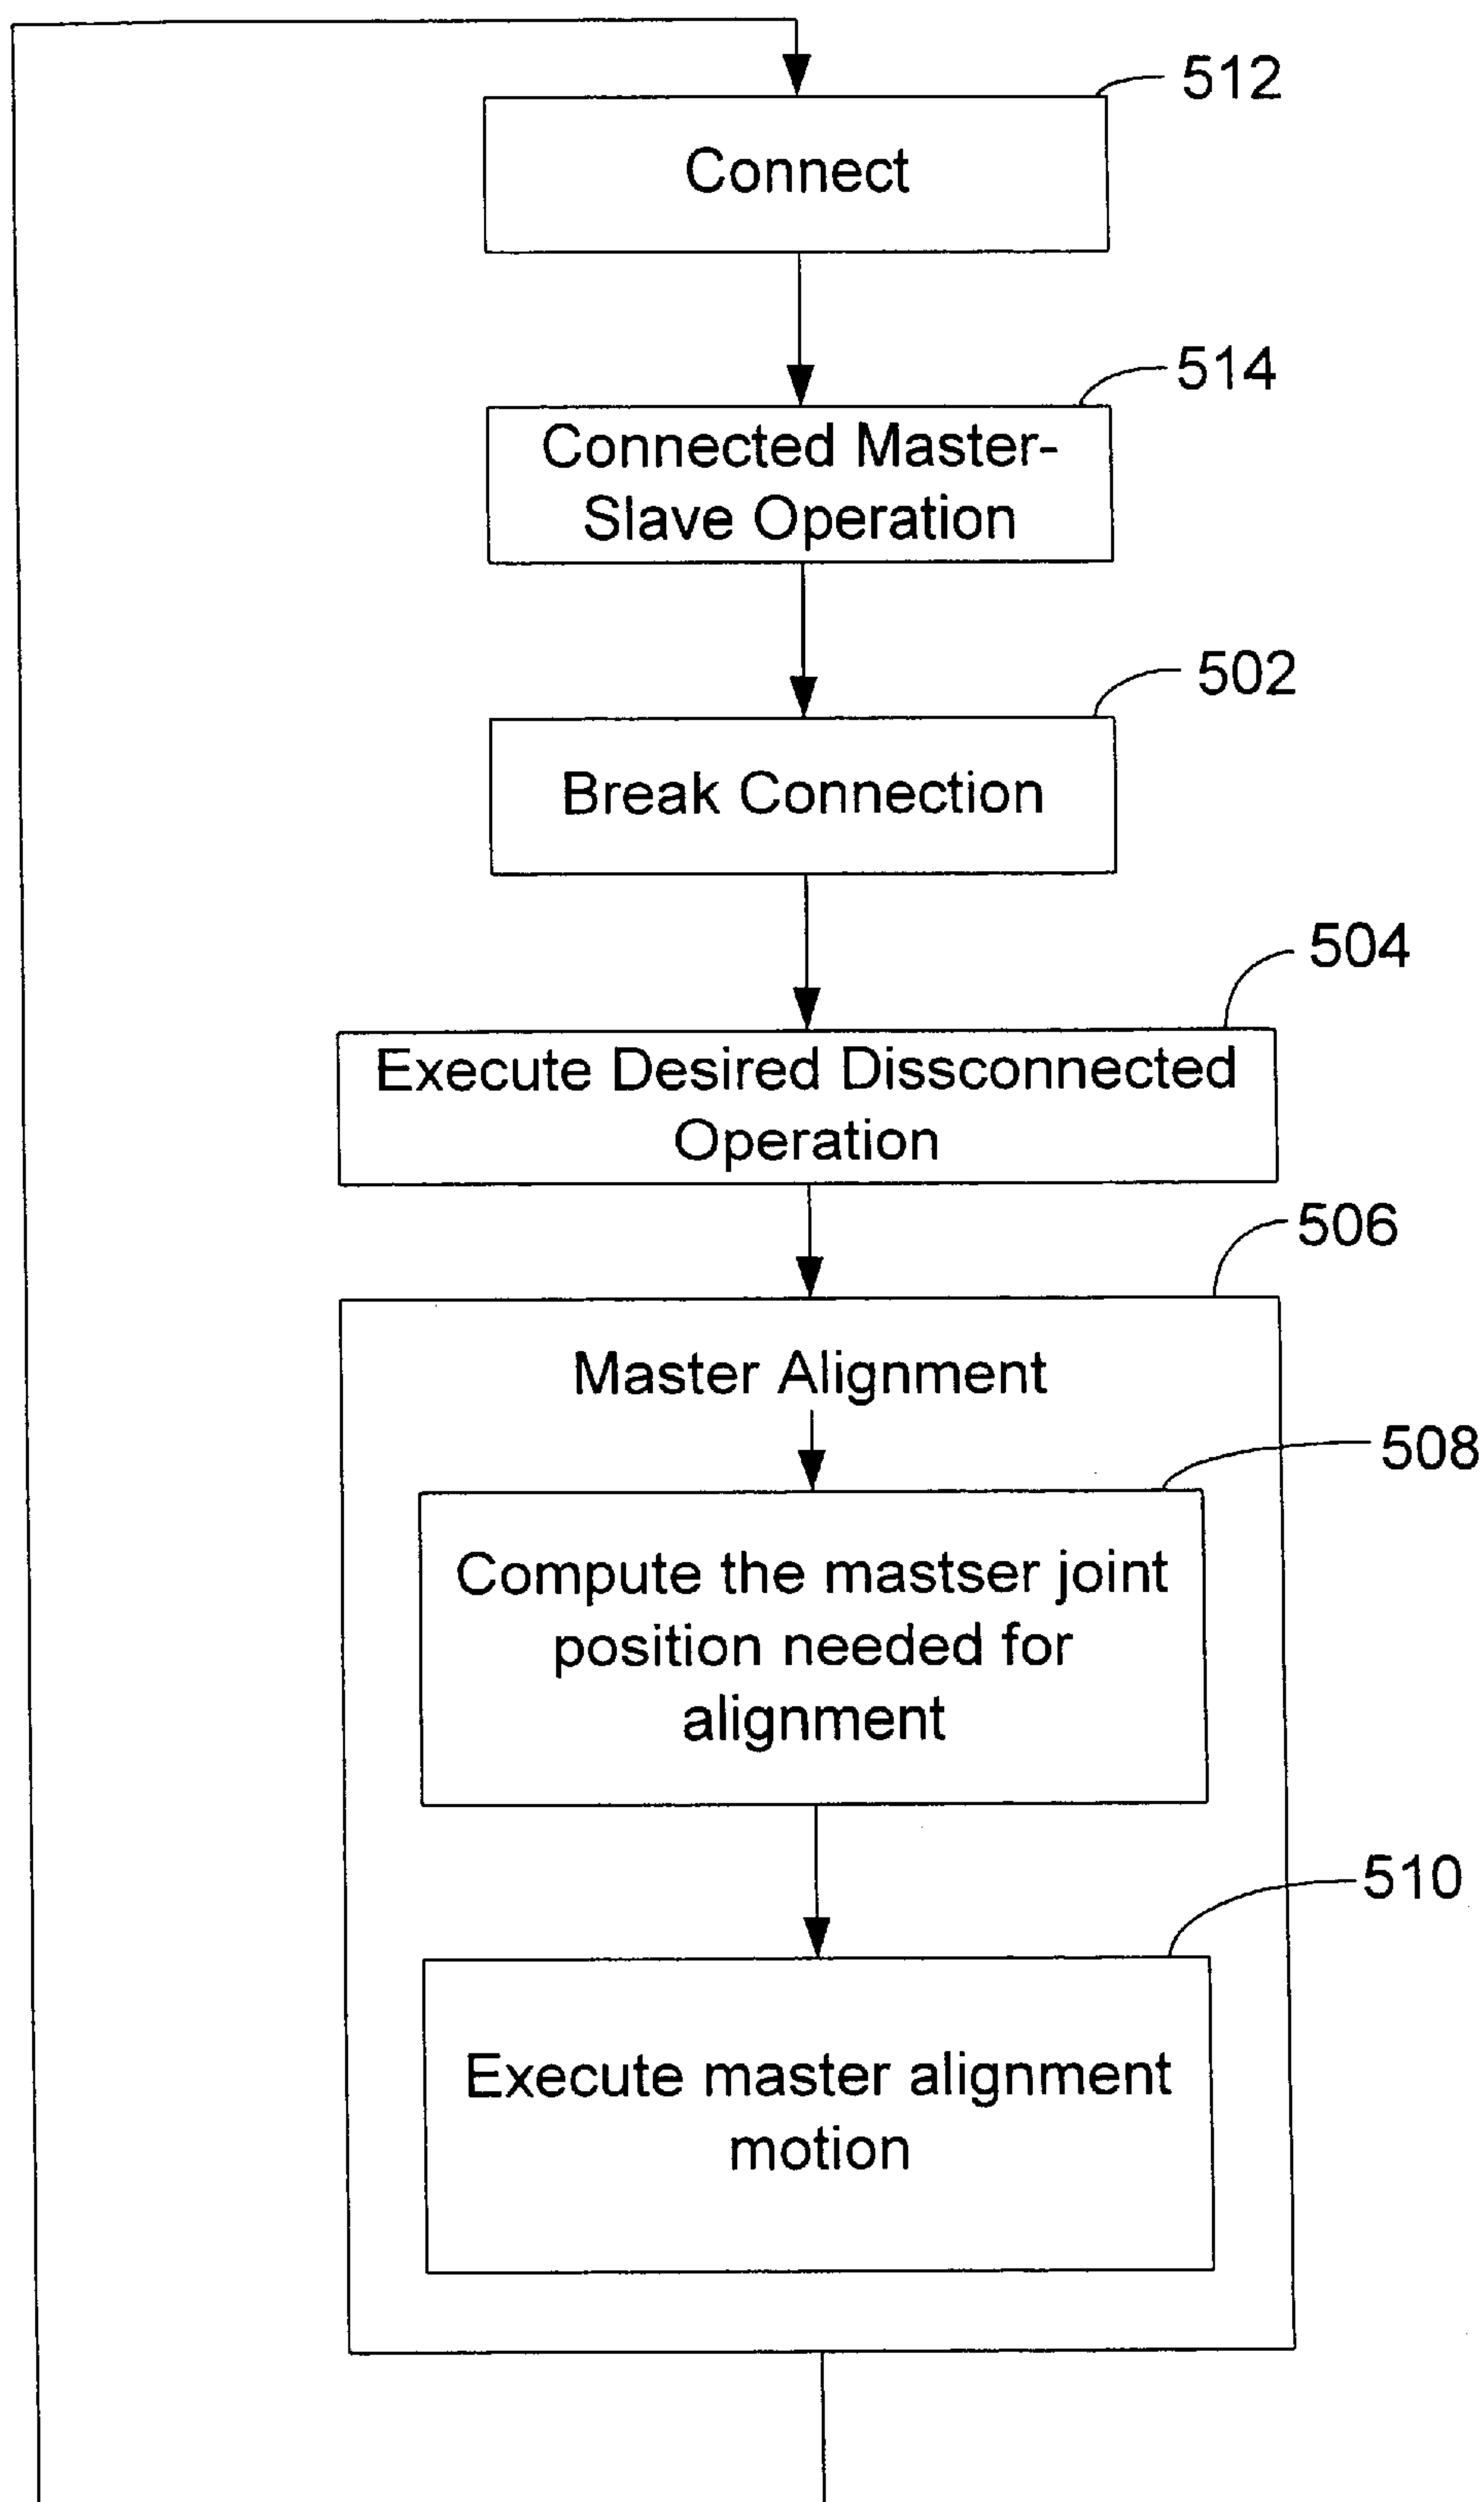 512
Connect
514
Connected Master-
Slave Operation
502
Break Connection
504
Execute Desired Dissconnected
Operation
506
Master Alignment
508
Compute the mastser joint
position needed for
alignment
510
Execute master alignment
motion